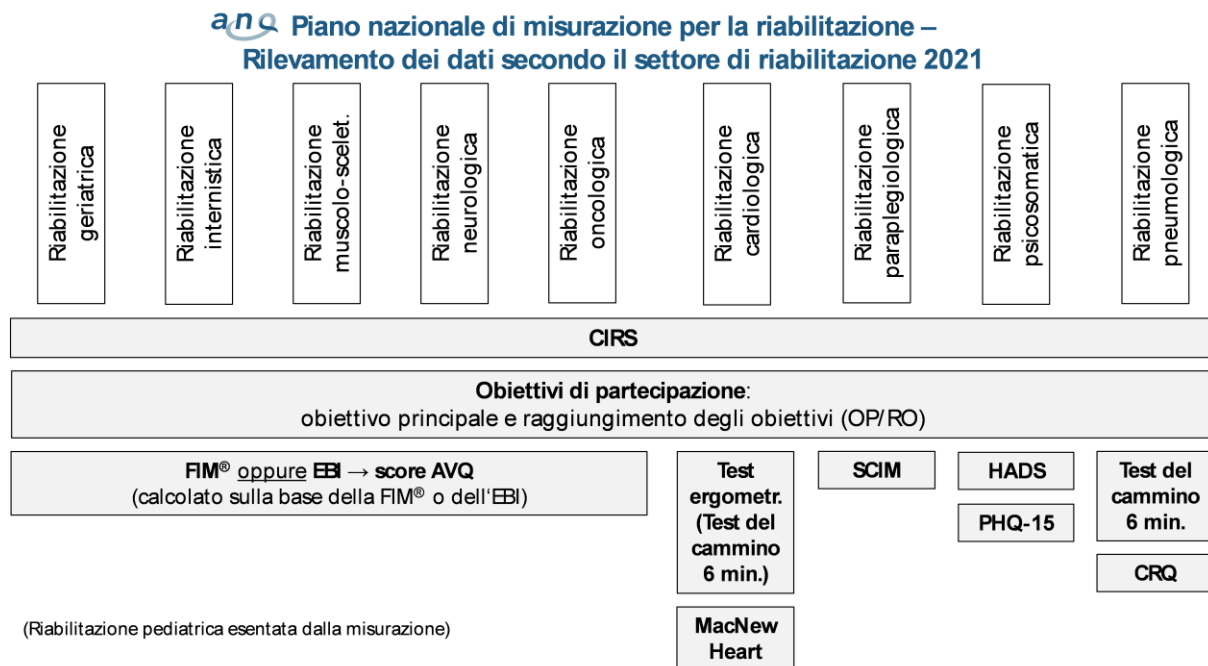 anq Piano nazionale di misurazione per la riabilitazione –
Rilevamento dei dati secondo il settore di riabilitazione 2021
Riabilitazione
geriatrica
Riabilitazione
internistica
Riabilitazione
muscolo-scelet.
Riabilitazione
neurologica
Riabilitazione
oncologica
Riabilitazione
cardiologica
Riabilitazione
paraplegiologica
Riabilitazione
psicosomatica
Riabilitazione
pneumologica
CIRS
Obiettivi di partecipazione:
obiettivo principale e raggiungimento degli obiettivi (OP/RO)
FIM® oppure EBI → score AVQ
(calcolato sulla base della FIM® o dell‘EBI)
Test
ergometr.
(Test del
cammino
6 min.)
MacNew
Heart
SCIM
HADS
PHQ-15
Test del
cammino
6 min.
CRQ
(Riabilitazione pediatrica esentata dalla misurazione)